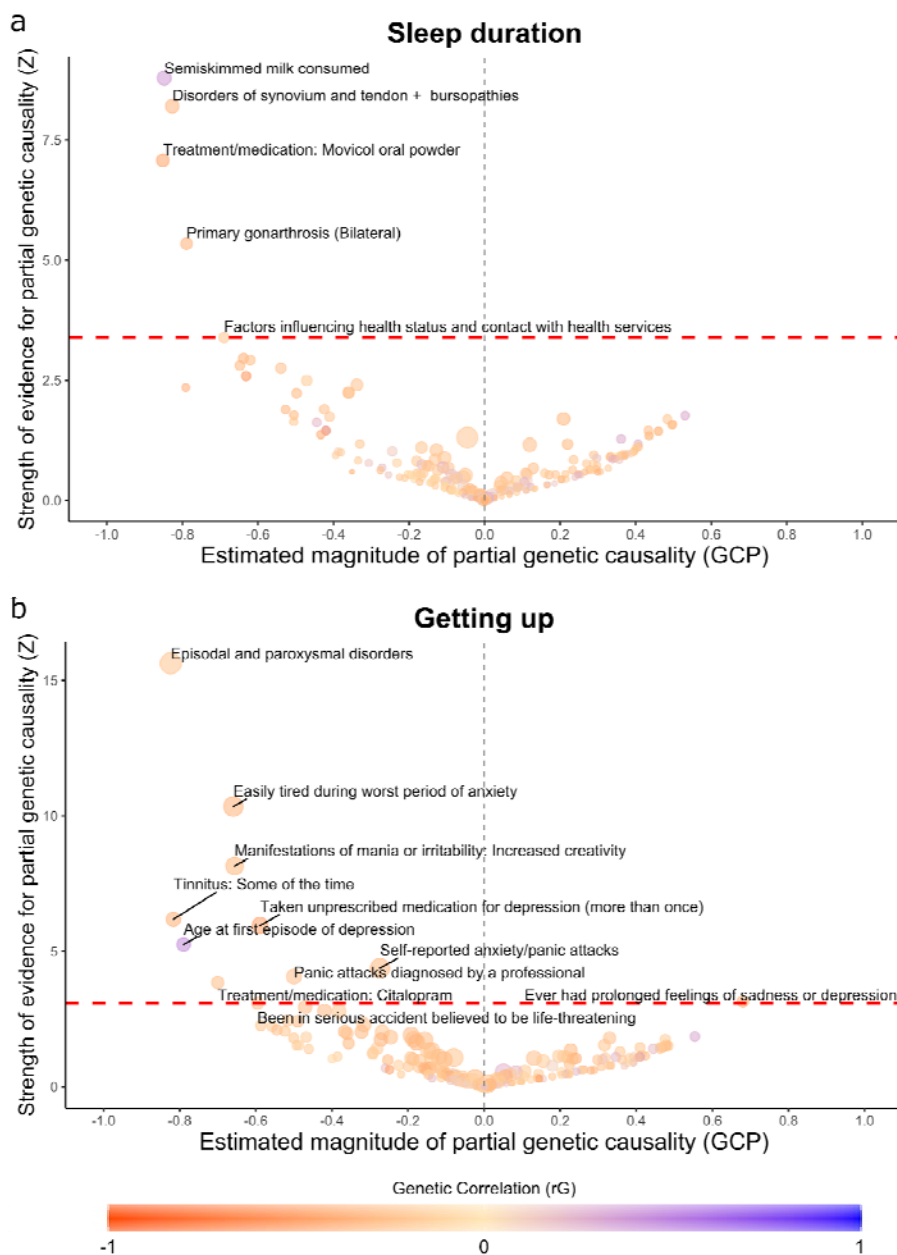 a
Sleep duration
Strength of evidence for partial genetic causality (Z)
7.5
5.0
2.5
0.0
Semiskimmed milk consumed
Disorders of synovium and tendon + bursopathies
Treatment/medication: Movicol oral powder
Primary gonarthrosis (Bilateral)
Factors influencing health status and contact with health services
-1.0 -0.8 -0.6 -0.4 -0.2 0.0 0.2 0.4 0.6 0.8 1.0
Estimated magnitude of partial genetic causality (GCP)
b
Getting up
Strength of evidence for partial genetic causality (Z)
15
10
5
0
Episodal and paroxysmal disorders
Easily tired during worst period of anxiety
Manifestations of mania or irritability: Increased creativity
Tinnitus: Some of the time
Taken unprescribed medication for depression (more than once)
Age at first episode of depression
Self-reported anxiety/panic attacks
Panic attacks diagnosed by a professional
Treatment/medication: Citalopram
Ever had prolonged feelings of sadness or depression
Been in serious accident believed to be life-threatening
-1.0 -0.8 -0.6 -0.4 -0.2 0.0 0.2 0.4 0.6 0.8 1.0
Estimated magnitude of partial genetic causality (GCP)
Genetic Correlation (rG)
-1 0 1